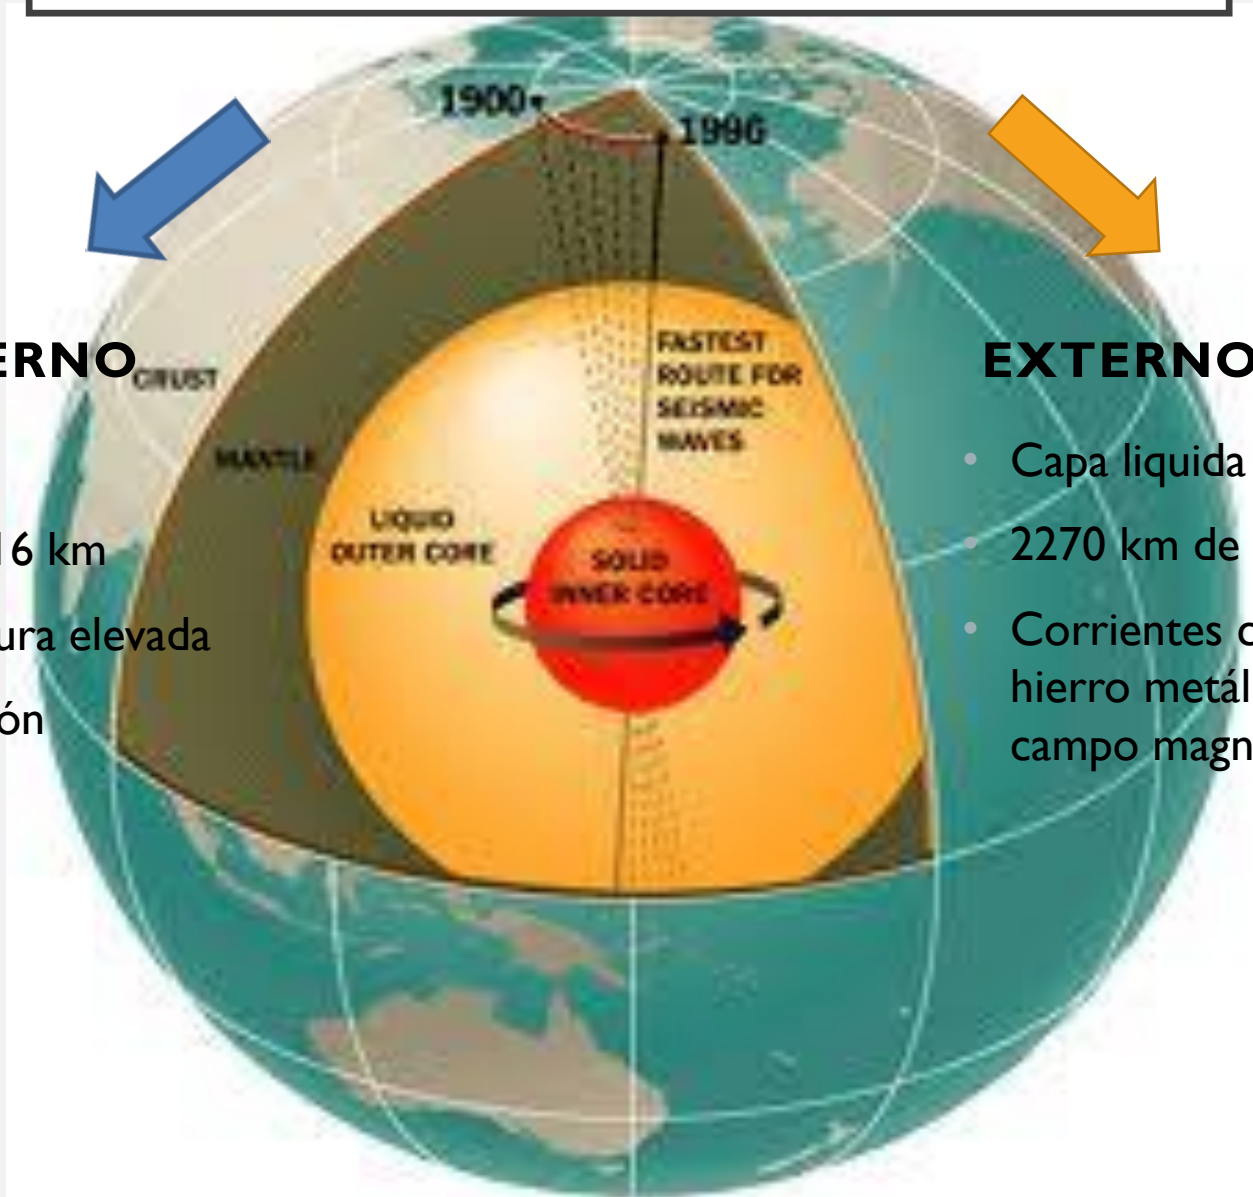 1900
1996
FASTEST
ROUTE FOR
SEISMIC
WAVES
CRUST
MANTLE
LIQUID
OUTER CORE
SOLID
INNER CORE
ERNO
16 km
ura elevada
ón
EXTERNO
• Capa liquida
• 2270 km de
• Corrientes
hierro metál
campo magn